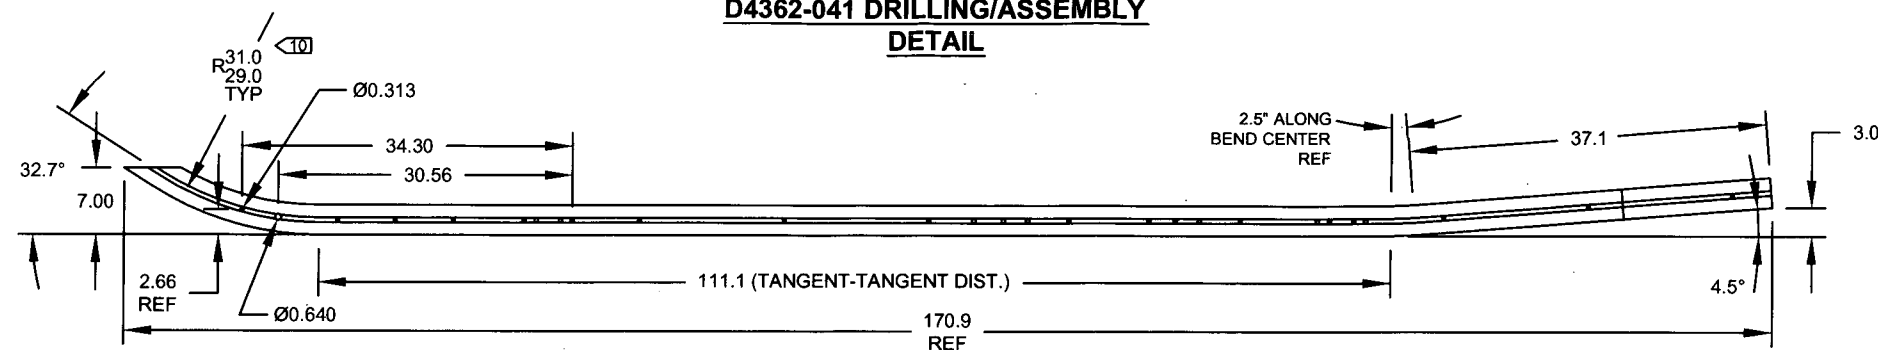 D4362-041 DRILLING/ASSEMBLY
DETAIL
R31.0
29.0
TYP
10
Ø0.313
34.30
30.56
32.7°
7.00
2.66
REF
Ø0.640
111.1 (TANGENT-TANGENT DIST.)
170.9
REF
2.5" ALONG
BEND CENTER
REF
37.1
3.0
4.5°